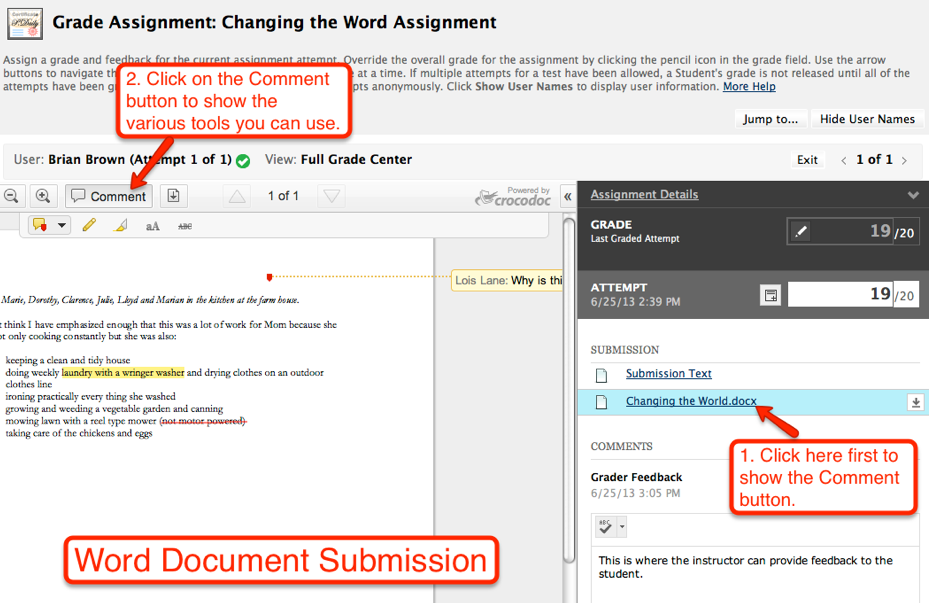 Grade Assignment: Changing the Word Assignment
Assign a grade and feedback for the current assignment attempt. Override the overall grade for the assignment by clicking the pencil icon in the grade field. Use the arrow
buttons to navigate th e at a time. If multiple attempts for a test have been allowed, a Student's grade is not released until all of the
attempts have been gr pts anonymously. Click Show User Names to display user information. More Help
2. Click on the Comment
button to show the
various tools you can use.
Jump to... Hide User Names
User: Brian Brown (Attempt 1 of 1) View: Full Grade Center
Exit < 1 of 1 >
Comment 1 of 1 Powered by
crocodoc «
aA ABC
Lois Lane: Why is thi
Marie, Dorothy, Clarence, Julie, Lloyd and Marian in the kitchen at the farm house.
t think I have emphasized enough that this was a lot of work for Mom because she
ot only cooking constantly but she was also:
keeping a clean and tidy house
doing weekly laundry with a wringer washer and drying clothes on an outdoor
clothes line
ironing practically every thing she washed
growing and weeding a vegetable garden and canning
mowing lawn with a reel type mower (not motor powered)
taking care of the chickens and eggs
Word Document Submission
Assignment Details
GRADE
Last Graded Attempt
19 /20
ATTEMPT
6/25/13 2:39 PM
19 /20
SUBMISSION
Submission Text
Changing the World.docx
1. Click here first to
show the Comment
button.
COMMENTS
Grader Feedback
6/25/13 3:05 PM
ABC
This is where the instructor can provide feedback to the
student.